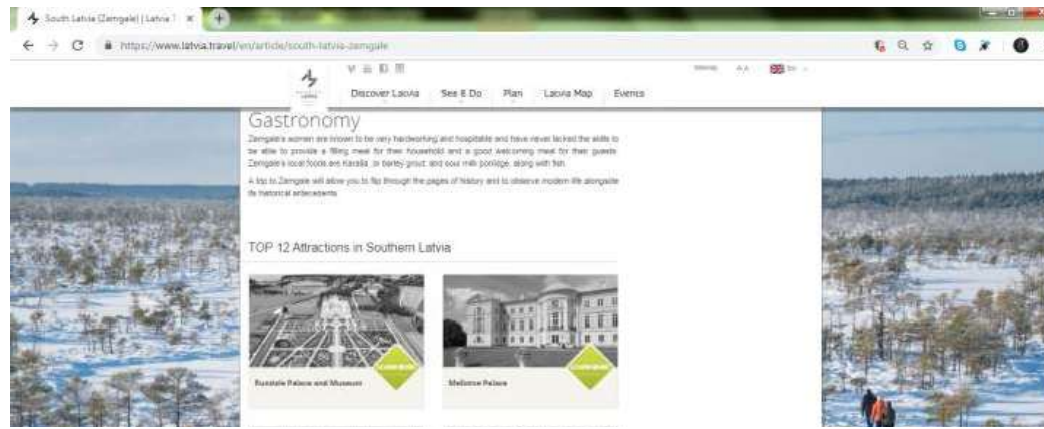 South Latvia (Zemgale) | Latvia T
https://www.latvia.travel/en/article/south-latvia-zemgale
Discover Latvia See & Do Plan Latvia Map Events
Gastronomy
Zemgale's women are known to be very hardworking and hospitable and have never lacked the skills to
be able to provide a filling meal for their household and a good welcoming meal for their guests.
Zemgale's local foods are Karaša, or barley grout, and sour milk porridge, along with fish.
A trip to Zemgale will allow you to flip through the pages of history and to observe modern life alongside
its historical antecedents.
TOP 12 Attractions in Southern Latvia
Rundale Palace and Museum Mežotne Palace